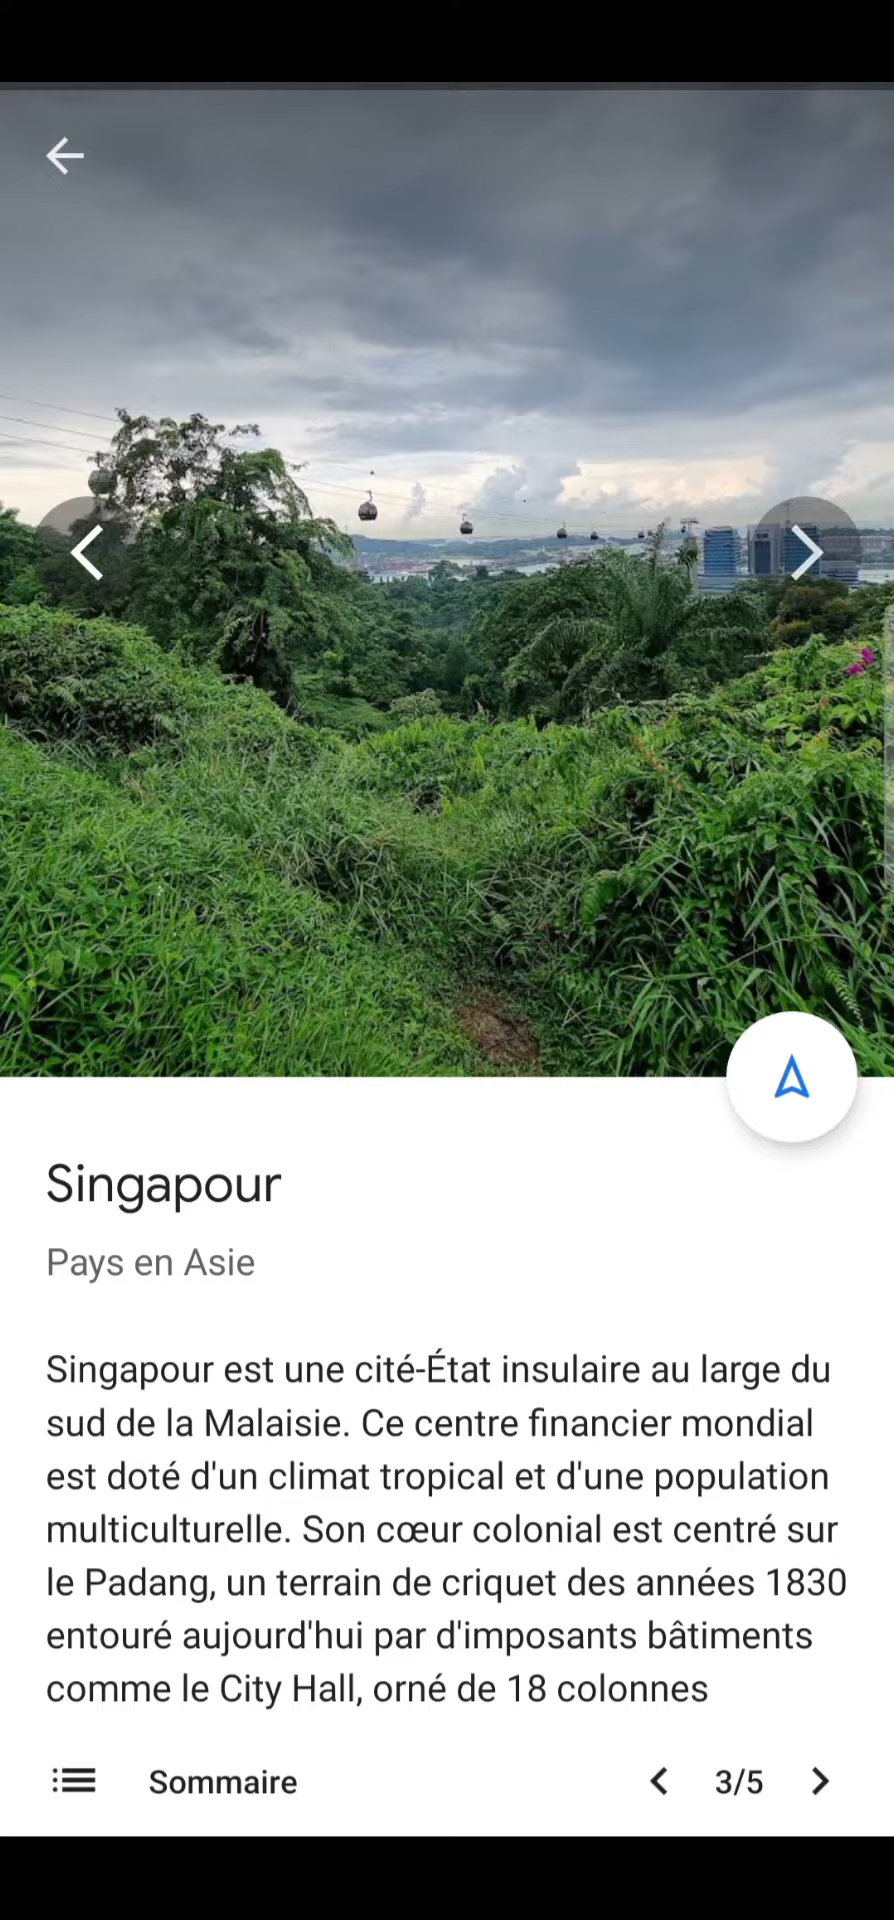 Singapour
Pays en Asie
Singapour est une cité-État insulaire au large du
sud de la Malaisie. Ce centre financier mondial
est doté d'un climat tropical et d'une population
multiculturelle. Son cœur colonial est centré sur
le Padang, un terrain de criquet des années 1830
entouré aujourd'hui par d'imposants bâtiments
comme le City Hall, orné de 18 colonnes
Sommaire 3/5